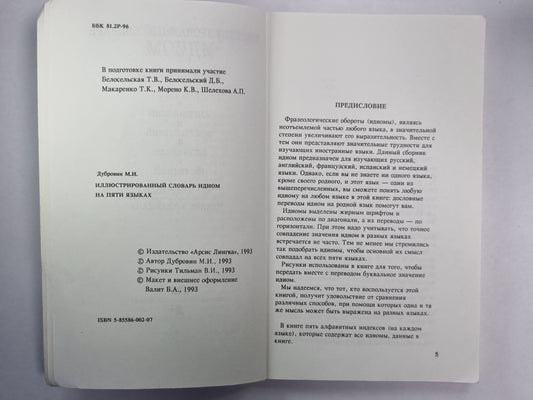 ББК 81.2Р-96
В подготовке книги принимали участие
Белосельская Т.В., Белосельский Д.Б.,
Макаренко Т.К., Морено К.В., Шелехова А.П.
Дубровин М.И.
ИЛЛЮСТРИРОВАННЫЙ СЛОВАРЬ ИДИОМ
НА ПЯТИ ЯЗЫКАХ
© Издательство «Арсис Лингва», 1993
© Автор Дубровин М.И., 1993
© Рисунки Тильман В.И., 1993
© Макет и внешнее оформление
Валит Б.А., 1993
ISBN 5-85586-002-07
ПРЕДИСЛОВИЕ
Фразеологические обороты (идиомы), являясь
неотъемлемой частью любого языка, в значительной
степени увеличивают его выразительность. Вместе
с тем они представляют значительные трудности для
изучающих иностранные языки. Данный сборник
идиом предназначен для изучающих русский,
английский, французский, испанский и немецкий
языки. Однако, если вы не знаете ни одного языка,
кроме своего родного, и этот язык — один из
вышеперечисленных, вы сможете понять любую
идиому на любом языке в этой книге: дословные
переводы идиом на родной язык помогут вам.
Идиомы выделены жирным шрифтом и
расположены по диагонали, а их переводы — по
горизонтали. При этом надо учитывать, что точное
совпадение значения идиом в разных языках
встречается не часто. Тем не менее мы стремились
так подобрать идиомы, чтобы основной их смысл
совпадал на всех пяти языках.
Рисунки использованы в книге для того, чтобы
передать вместе с переводом буквальное значение
идиом.
Мы надеемся, что тот, кто воспользуется этой
книгой, получит удовольствие от сравнения
различных способов, при помощи которых одна и та
же мысль может быть выражена на разных языках.
В книге пять алфавитных индексов (на каждом
языке), которые содержат все идиомы, данные в
книге.
5